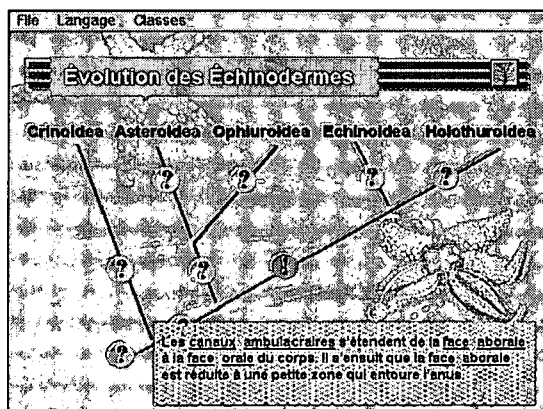 File Langage Classes
Évolution des Échinodermes
Crinoidea Asteroidea Ophiuroidea Echinoidea Holothuroidea
? ? ? ?
? ? !
?
Les canaux ambulacraires s'étendent de la face aborale
à la face orale du corps. Il s'ensuit que la face aborale
est réduite à une petite zone qui entoure l'anus.